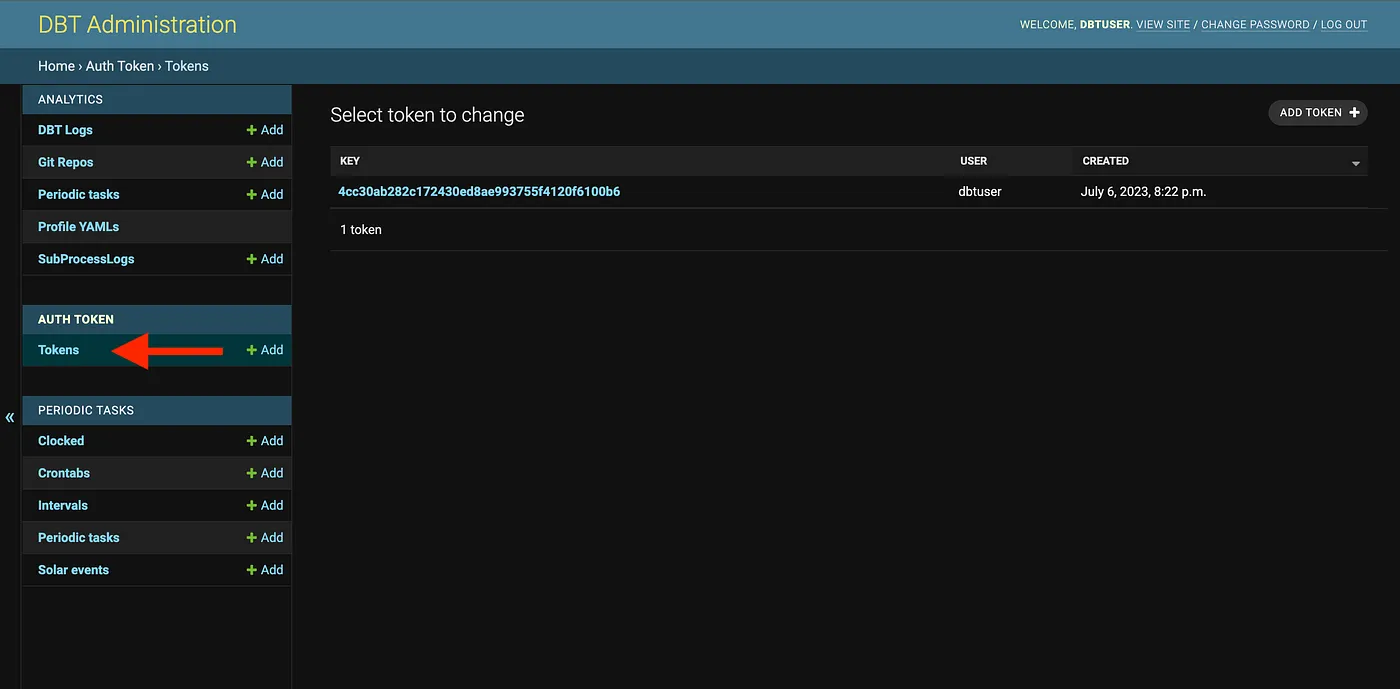 DBT Administration
WELCOME, DBTUSER. VIEW SITE / CHANGE PASSWORD / LOG OUT
Home › Auth Token › Tokens
ANALYTICS
DBT Logs + Add
Git Repos + Add
Periodic tasks + Add
Profile YAMLs
SubProcessLogs + Add
AUTH TOKEN
Tokens + Add
PERIODIC TASKS
Clocked + Add
Crontabs + Add
Intervals + Add
Periodic tasks + Add
Solar events + Add
«
Select token to change
ADD TOKEN +
KEY USER CREATED
4cc30ab282c172430ed8ae993755f4120f6100b6 dbtuser July 6, 2023, 8:22 p.m.
1 token